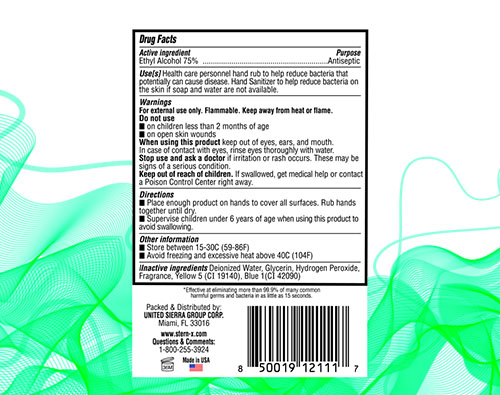 Drug Facts
Active ingredient Purpose
Ethyl Alcohol 75% ....................................................Antiseptic
Use[s) Health care personnel hand rub to help reduce bacteria that
potentially can cause disease. Hand Sanitizer to help reduce bacteria on
the skin if soap and water are not available.
Warnings
For external use only. Flammable. Keep away from heat or flame.
Do not use
■ on children less than 2 months of age
■ on open skin wounds
When using this product keep out of eyes, ears, and mouth.
In case of contact with eyes, rinse eyes thoroughly with water.
Stop use and ask a doctor if irritation or rash occurs. These may be
signs of a serious condition.
Keep out of reach of children. If swallowed, get medical help or contact
a Poison Control Center right away.
Directions
■ Place enough product on hands to cover all surfaces. Rub hands
together until dry.
■ Supervise children under 6 years of age when using this product to
avoid swallowing.
Other information
■ Store between 15-30C (59-86F)
■ Avoid freezing and excessive heat above 40C (104F)
Inactive ingredients Deionized Water, Glycerin, Hydrogen Peroxide,
Fragrance, Yellow 5 (CI 19140), Blue 1(CI 42090)
*Effective at eliminating more than 99.9% of many common
harmful germs and bacteria in as little as 15 seconds.
Packed & Distributed by:
UNITED SIERRA GROUP CORP.
Miami, FL 33016
www.stern-x.com
Questions & Comments:
1-800-255-3924
Made in USA
8 50019 12111 7